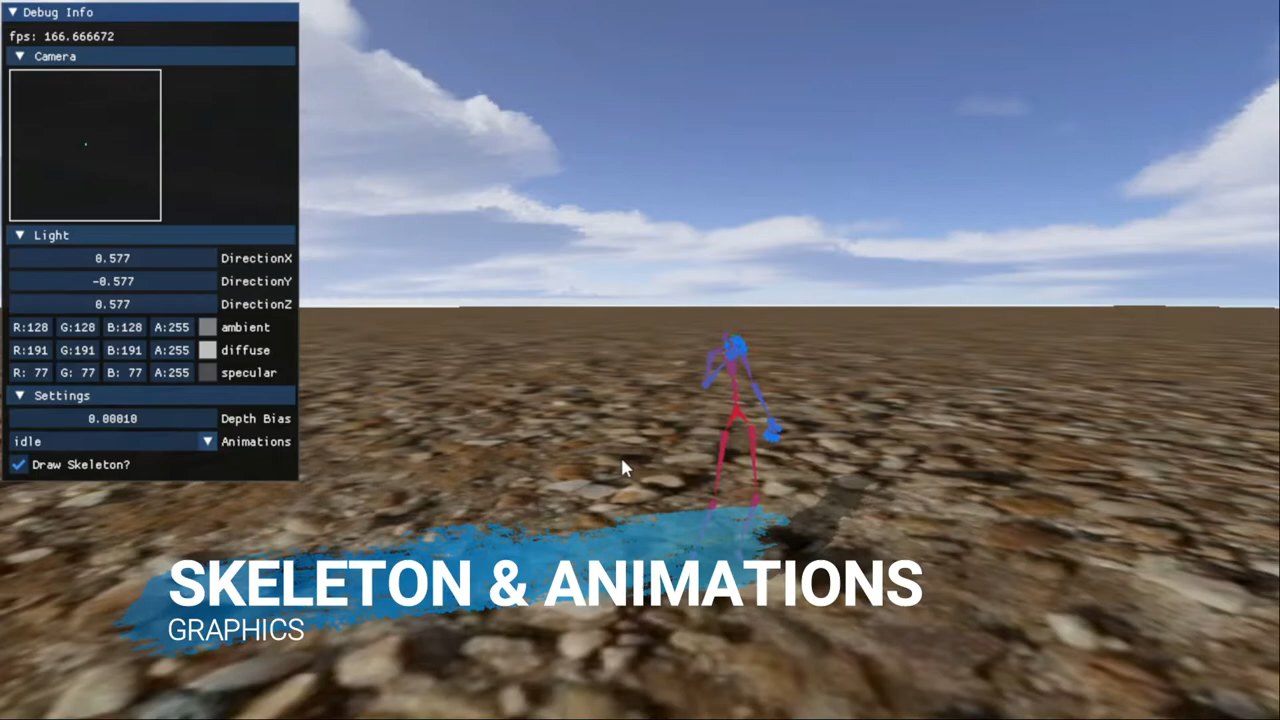 Debug Info
fps: 166.666672
Camera
Light
0.577 DirectionX
-0.577 DirectionY
0.577 DirectionZ
R:128 G:128 B:128 A:255 ambient
R:191 G:191 B:191 A:255 diffuse
R: 77 G: 77 B: 77 A:255 specular
Settings
0.00010 Depth Bias
idle Animations
Draw Skeleton?
SKELETON & ANIMATIONS
GRAPHICS